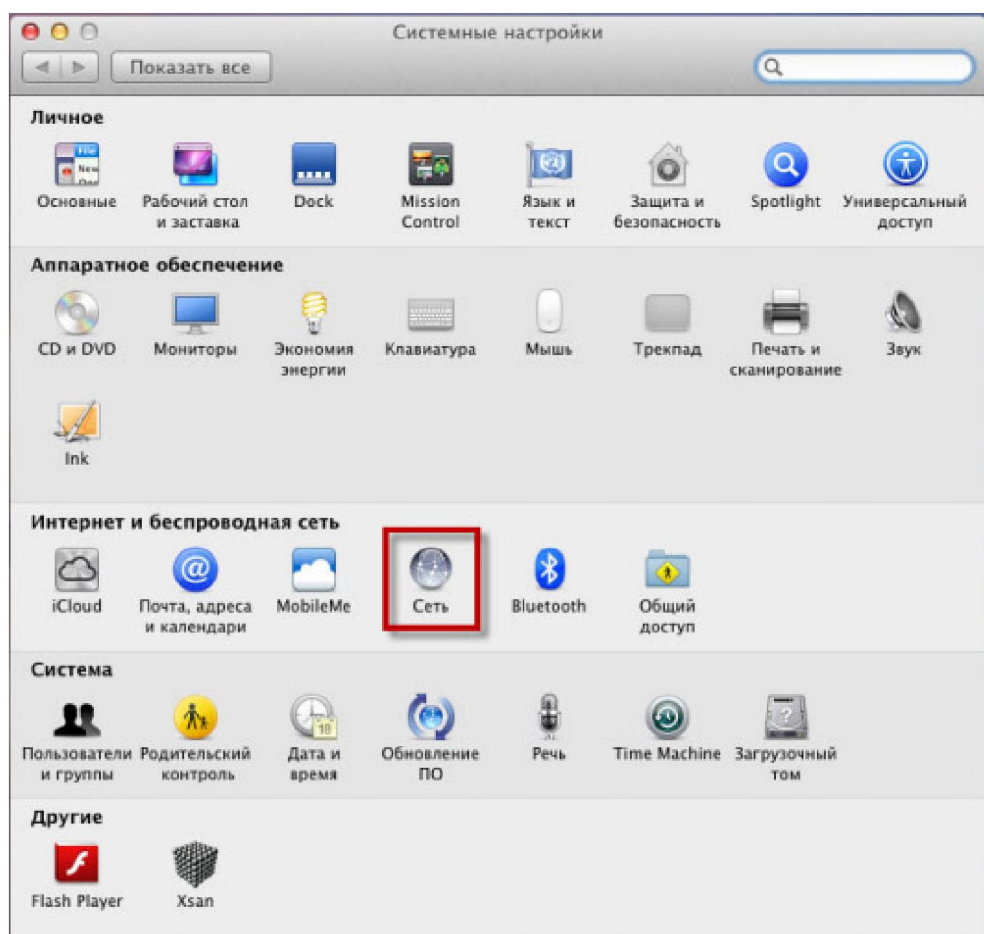 Системные настройки
Показать все
Личное
Основные
Рабочий стол
и заставка
Dock
Mission
Control
Язык и
текст
Защита и
безопасность
Spotlight
Универсальный
доступ
Аппаратное обеспечение
CD и DVD
Мониторы
Экономия
энергии
Клавиатура
Мышь
Трекпад
Печать и
сканирование
Звук
Ink
Интернет и беспроводная сеть
iCloud
Почта, адреса
и календари
MobileMe
Сеть
Bluetooth
Общий
доступ
Система
Пользователи
и группы
Родительский
контроль
Дата и
время
18
Обновление
ПО
Речь
Time Machine
Загрузочный
том
Другие
Flash Player
Xsan